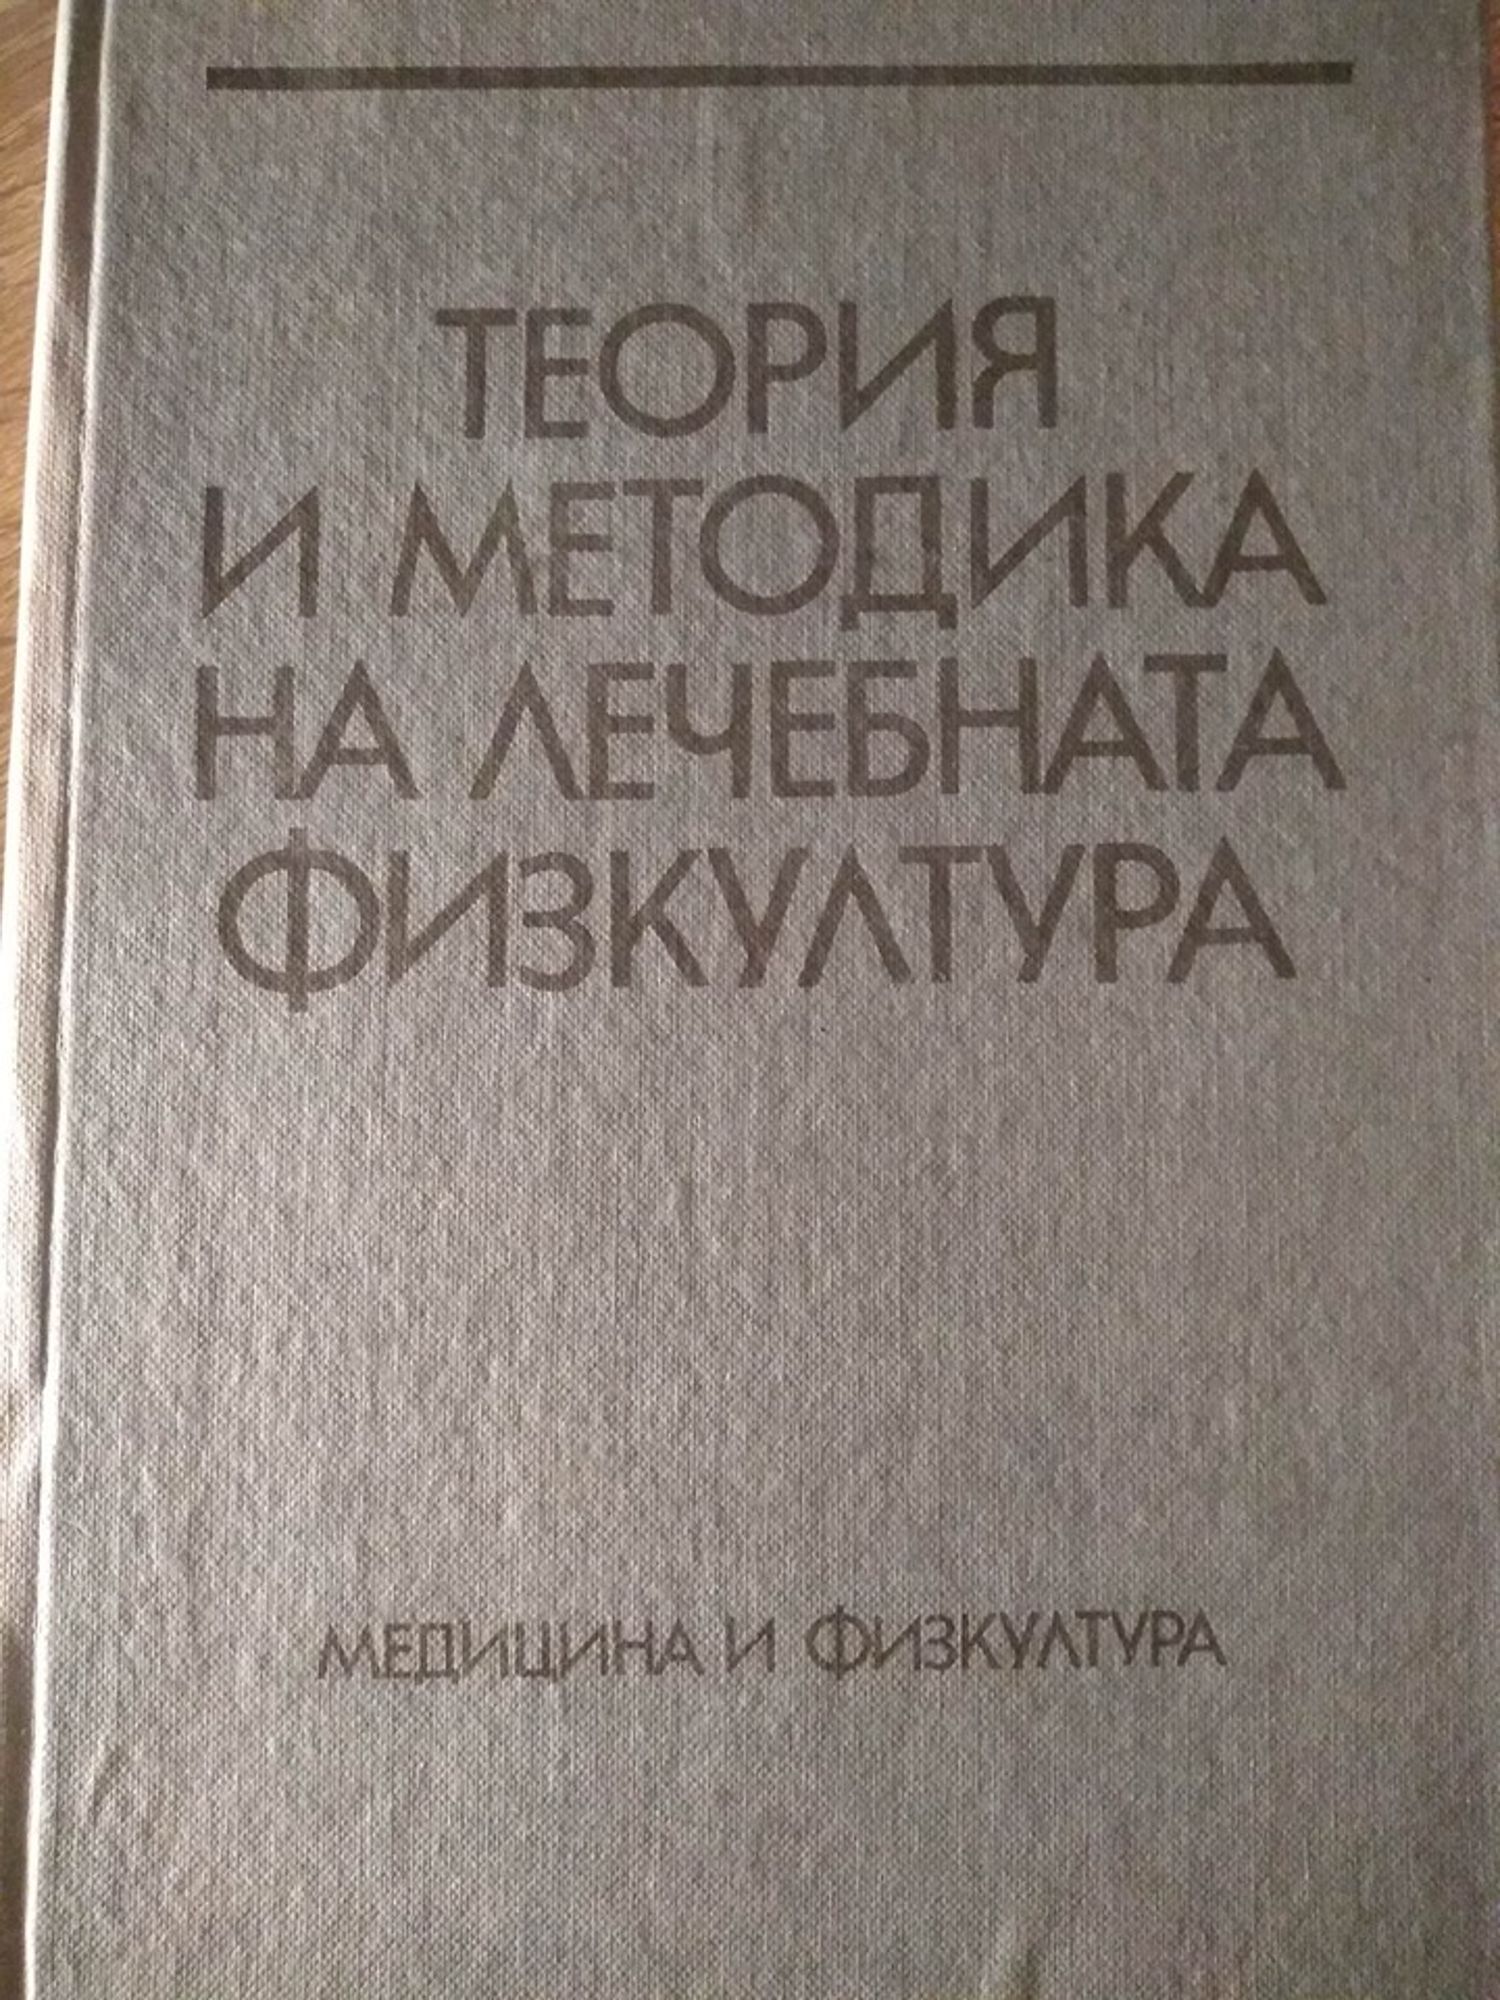 ТЕОРИЯ
И МЕТОДИКА
НА ЛЕЧЕБНАТА
ФИЗКУЛТУРА
МЕДИЦИНА И ФИЗКУЛТУРА